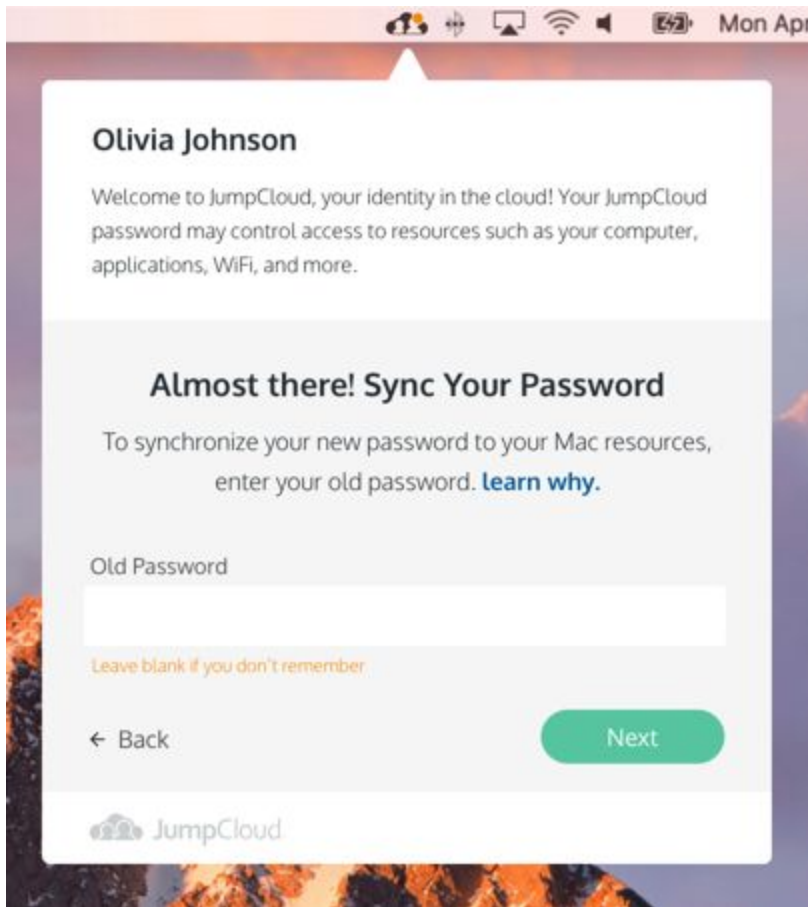 Mon Apr
Olivia Johnson
Welcome to JumpCloud, your identity in the cloud! Your JumpCloud
password may control access to resources such as your computer,
applications, WiFi, and more.
Almost there! Sync Your Password
To synchronize your new password to your Mac resources,
enter your old password. learn why.
Old Password
Leave blank if you don't remember
← Back
Next
JumpCloud